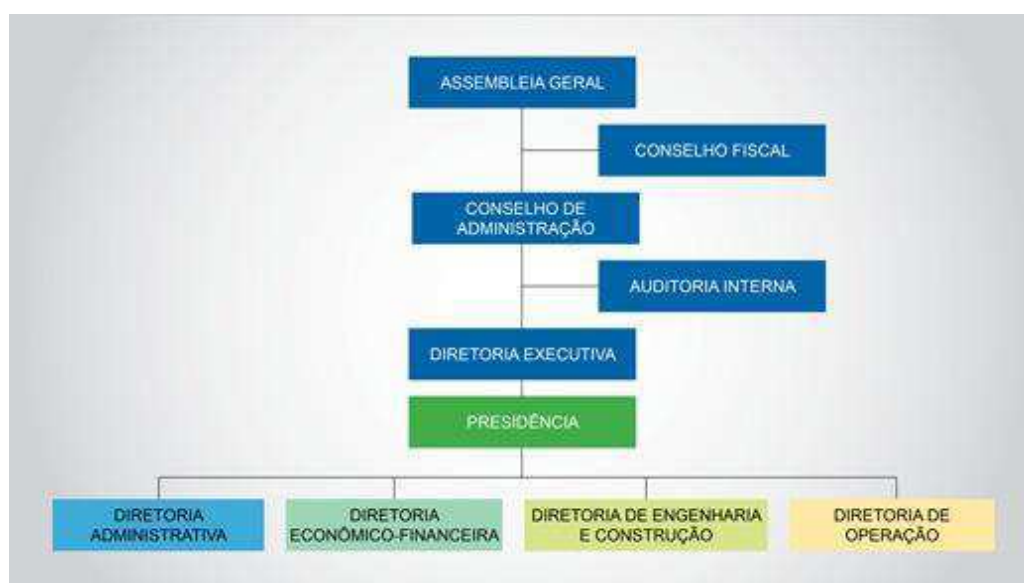 ASSEMBLEIA GERAL
CONSELHO FISCAL
CONSELHO DE
ADMINISTRAÇÃO
AUDITORIA INTERNA
DIRETORIA EXECUTIVA
PRESIDÊNCIA
DIRETORIA
ADMINISTRATIVA
DIRETORIA
ECONÔMICO-FINANCEIRA
DIRETORIA DE ENGENHARIA
E CONSTRUÇÃO
DIRETORIA DE
OPERAÇÃO